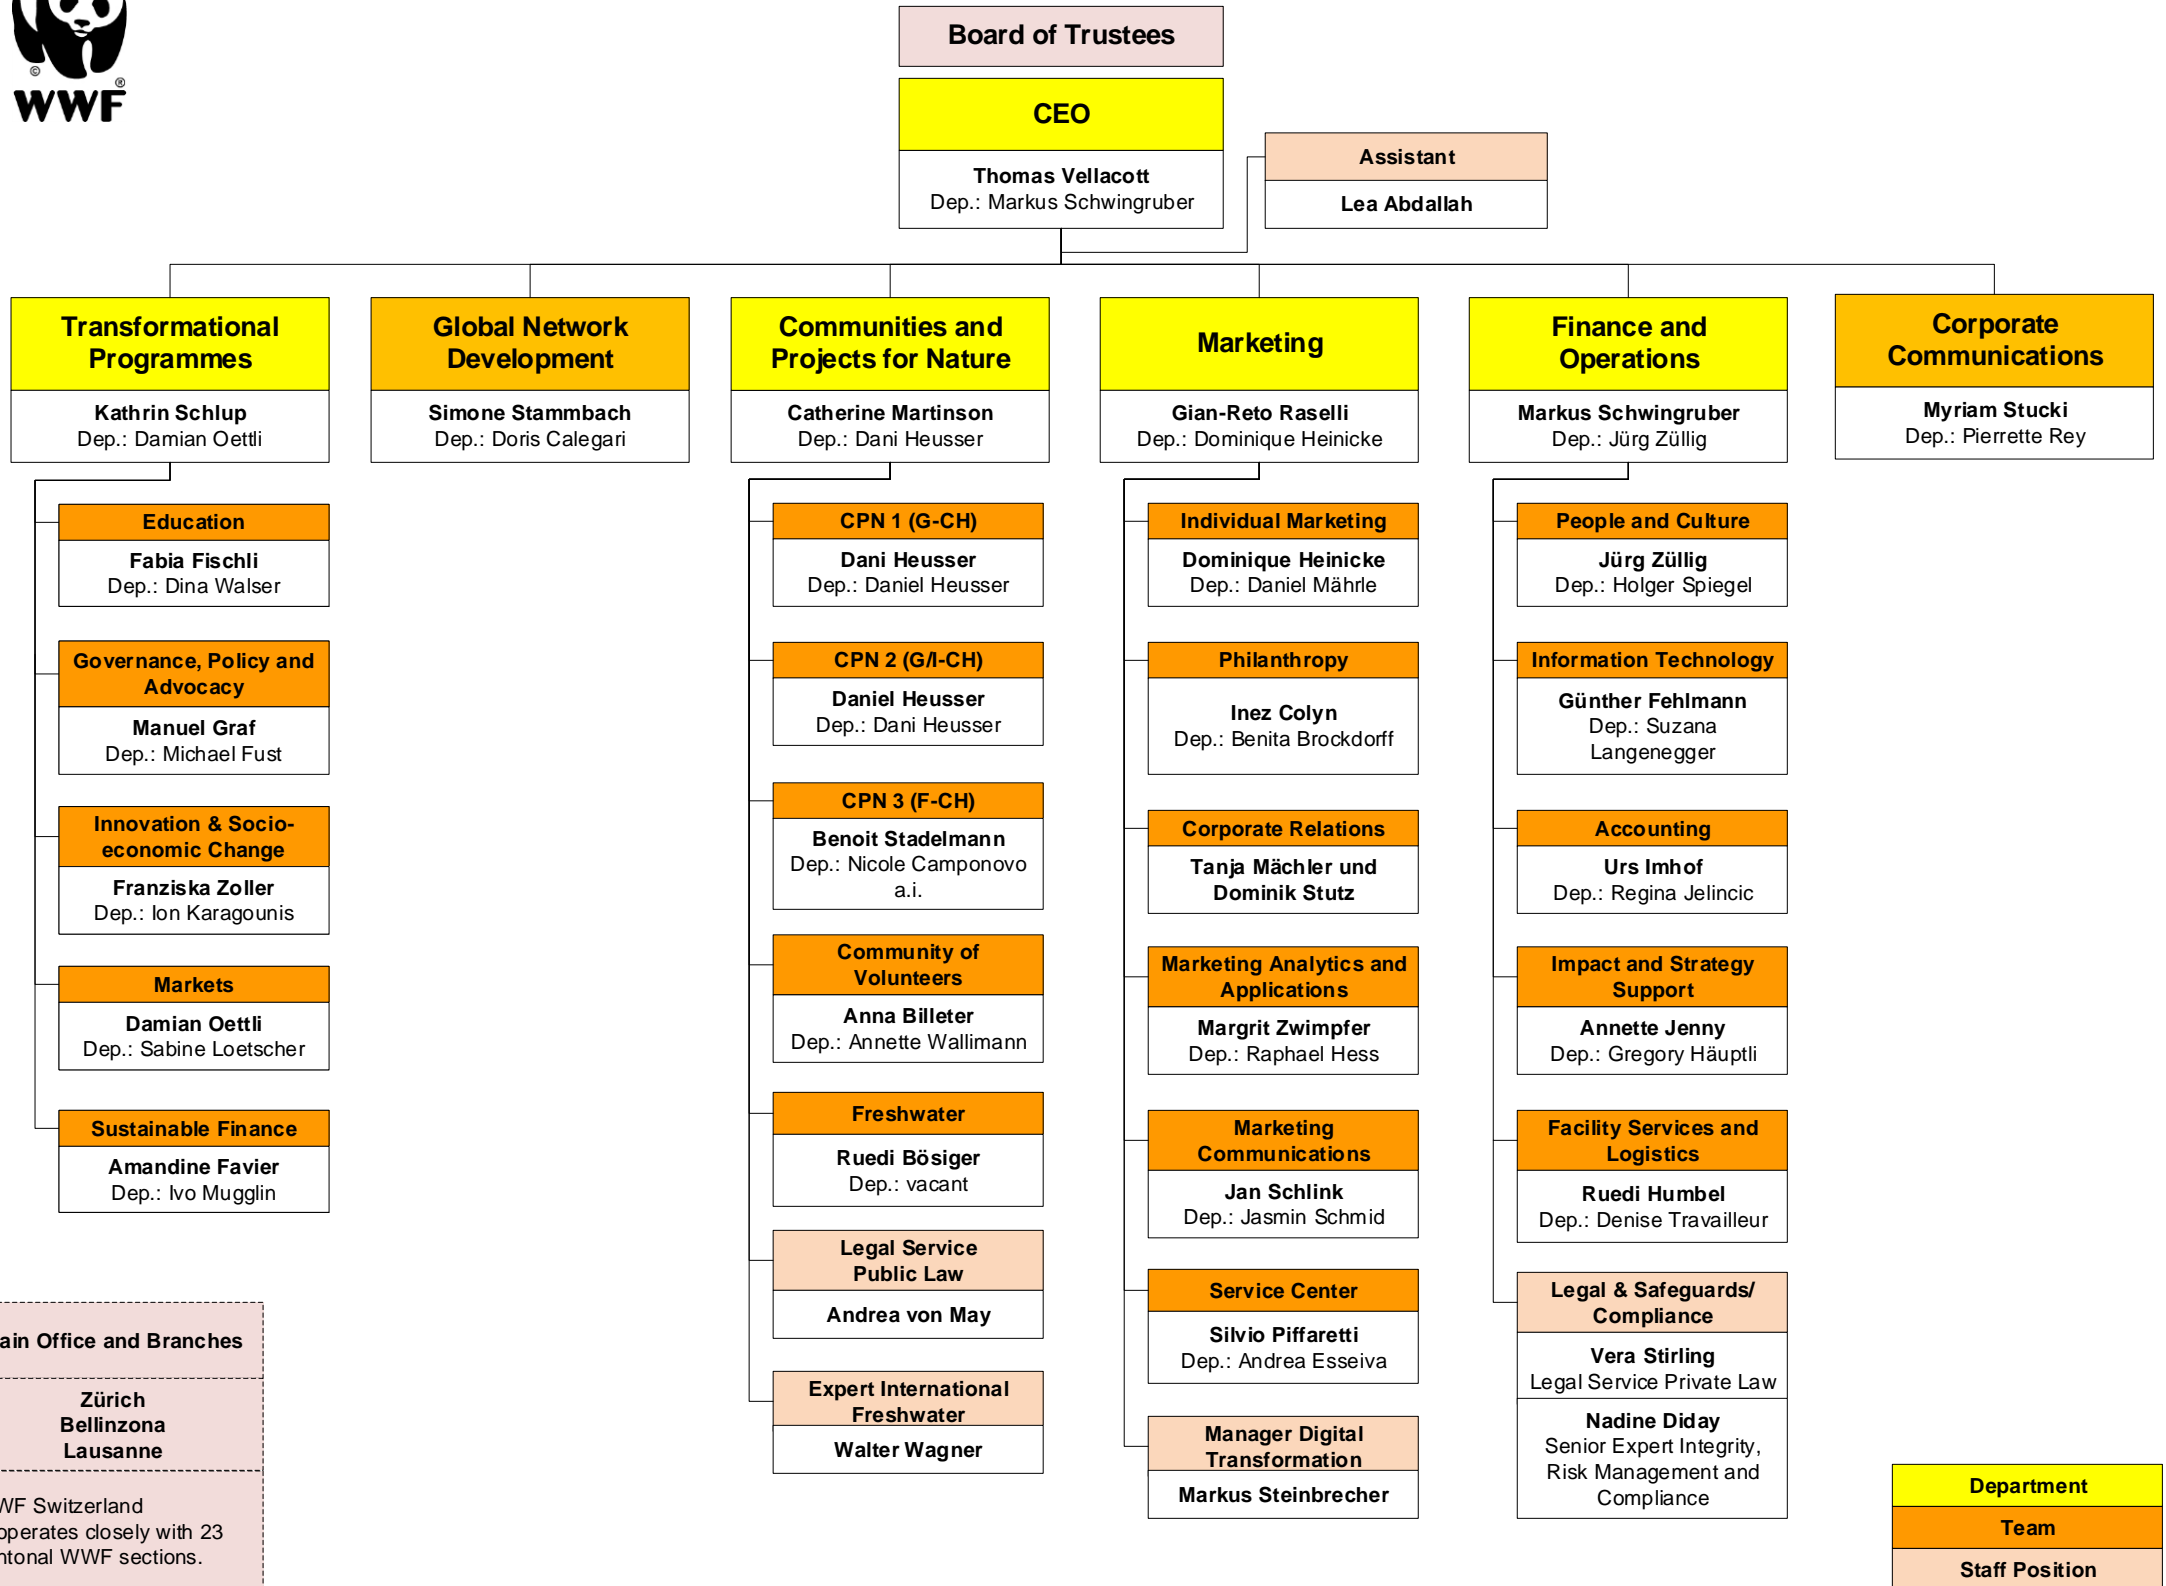 ©
®
WWF
Board of Trustees
CEO
Thomas Vellacott
Dep.: Markus Schwingruber
Assistant
Lea Abdallah
Transformational
Programmes
Kathrin Schlup
Dep.: Damian Oettli
Global Network
Development
Simone Stammbach
Dep.: Doris Calegari
Communities and
Projects for Nature
Catherine Martinson
Dep.: Dani Heusser
Marketing
Gian-Reto Raselli
Dep.: Dominique Heinicke
Finance and
Operations
Markus Schwingruber
Dep.: Jürg Züllig
Corporate
Communications
Myriam Stucki
Dep.: Pierrette Rey
Education
Fabia Fischli
Dep.: Dina Walser
Governance, Policy and
Advocacy
Manuel Graf
Dep.: Michael Fust
Innovation & Socio-
economic Change
Franziska Zoller
Dep.: Ion Karagounis
Markets
Damian Oettli
Dep.: Sabine Loetscher
Sustainable Finance
Amandine Favier
Dep.: Ivo Mugglin
CPN 1 (G-CH)
Dani Heusser
Dep.: Daniel Heusser
CPN 2 (G/I-CH)
Daniel Heusser
Dep.: Dani Heusser
CPN 3 (F-CH)
Benoit Stadelmann
Dep.: Nicole Camponovo
a.i.
Community of
Volunteers
Anna Billeter
Dep.: Annette Wallimann
Freshwater
Ruedi Bösiger
Dep.: vacant
Legal Service
Public Law
Andrea von May
Expert International
Freshwater
Walter Wagner
Individual Marketing
Dominique Heinicke
Dep.: Daniel Mährle
Philanthropy
Inez Colyn
Dep.: Benita Brockdorff
Corporate Relations
Tanja Mächler und
Dominik Stutz
Marketing Analytics and
Applications
Margrit Zwimpfer
Dep.: Raphael Hess
Marketing
Communications
Jan Schlink
Dep.: Jasmin Schmid
Service Center
Silvio Piffaretti
Dep.: Andrea Esseiva
Manager Digital
Transformation
Markus Steinbrecher
People and Culture
Jürg Züllig
Dep.: Holger Spiegel
Information Technology
Günther Fehlmann
Dep.: Suzana
Langenegger
Accounting
Urs Imhof
Dep.: Regina Jelincic
Impact and Strategy
Support
Annette Jenny
Dep.: Gregory Häuptli
Facility Services and
Logistics
Ruedi Humbel
Dep.: Denise Travailleur
Legal & Safeguards/
Compliance
Vera Stirling
Legal Service Private Law
Nadine Diday
Senior Expert Integrity,
Risk Management and
Compliance
ain Office and Branches
Zürich
Bellinzona
Lausanne
WF Switzerland
operates closely with 23
ntonal WWF sections.
Department
Team
Staff Position